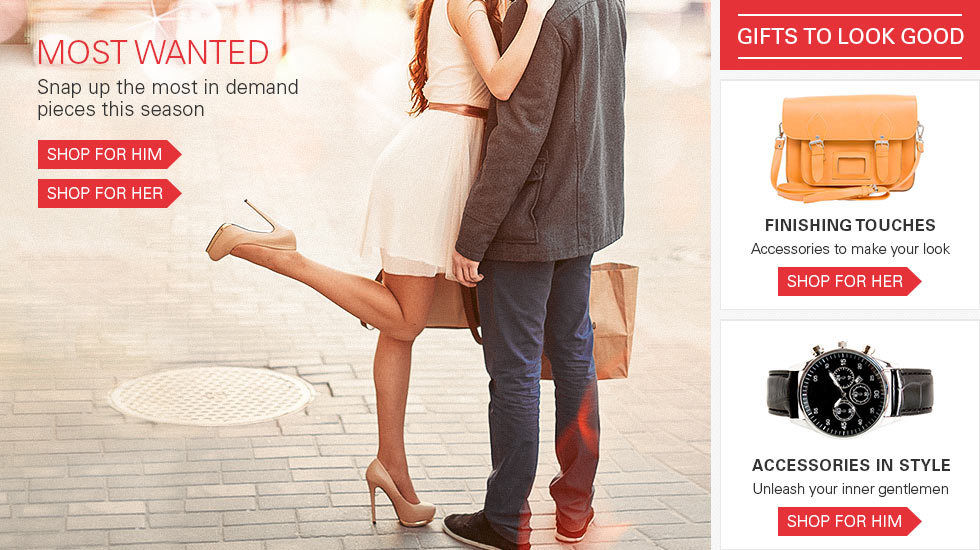 MOST WANTED
Snap up the most in demand
pieces this season
SHOP FOR HIM
SHOP FOR HER
GIFTS TO LOOK GOOD
FINISHING TOUCHES
Accessories to make your look
SHOP FOR HER
ACCESSORIES IN STYLE
Unleash your inner gentlemen
SHOP FOR HIM